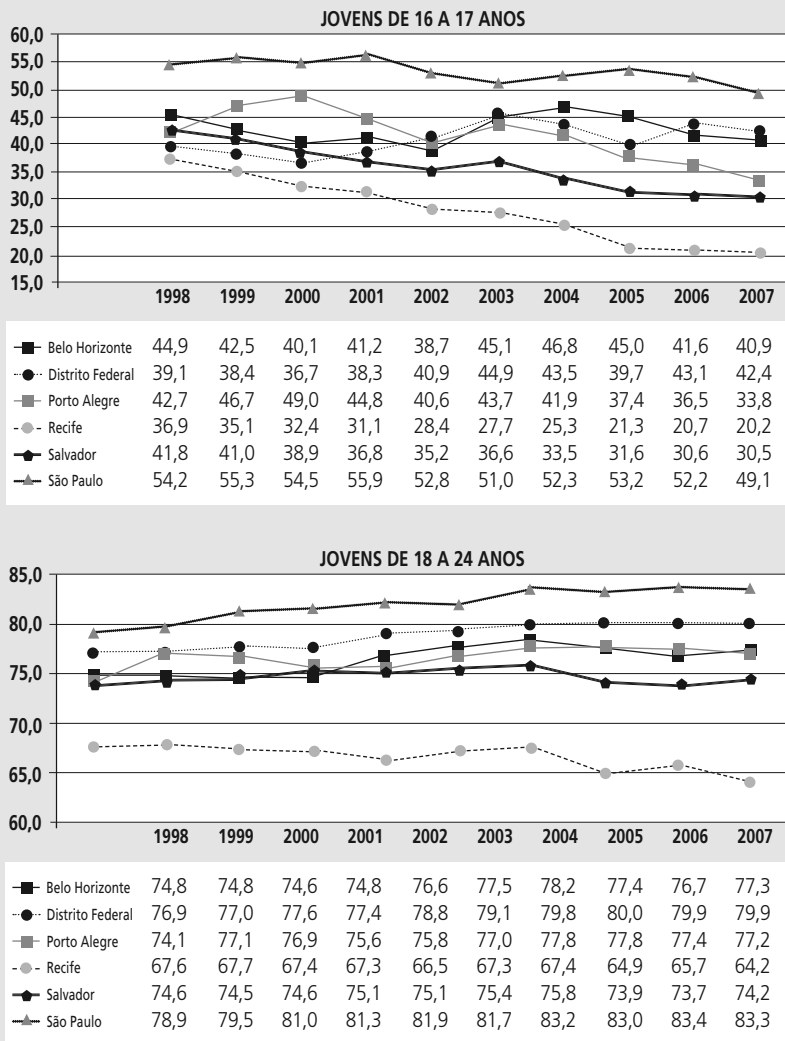 JOVENS DE 16 A 17 ANOS
60,0
55,0
50,0
45,0
40,0
35,0
30,0
25,0
20,0
15,0
1998 1999 2000 2001 2002 2003 2004 2005 2006 2007
Belo Horizonte 44,9 42,5 40,1 41,2 38,7 45,1 46,8 45,0 41,6 40,9
Distrito Federal 39,1 38,4 36,7 38,3 40,9 44,9 43,5 39,7 43,1 42,4
Porto Alegre 42,7 46,7 49,0 44,8 40,6 43,7 41,9 37,4 36,5 33,8
Recife 36,9 35,1 32,4 31,1 28,4 27,7 25,3 21,3 20,7 20,2
Salvador 41,8 41,0 38,9 36,8 35,2 36,6 33,5 31,6 30,6 30,5
São Paulo 54,2 55,3 54,5 55,9 52,8 51,0 52,3 53,2 52,2 49,1
JOVENS DE 18 A 24 ANOS
85,0
80,0
75,0
70,0
65,0
60,0
1998 1999 2000 2001 2002 2003 2004 2005 2006 2007
Belo Horizonte 74,8 74,8 74,6 74,8 76,6 77,5 78,2 77,4 76,7 77,3
Distrito Federal 76,9 77,0 77,6 77,4 78,8 79,1 79,8 80,0 79,9 79,9
Porto Alegre 74,1 77,1 76,9 75,6 75,8 77,0 77,8 77,8 77,4 77,2
Recife 67,6 67,7 67,4 67,3 66,5 67,3 67,4 64,9 65,7 64,2
Salvador 74,6 74,5 74,6 75,1 75,1 75,4 75,8 73,9 73,7 74,2
São Paulo 78,9 79,5 81,0 81,3 81,9 81,7 83,2 83,0 83,4 83,3